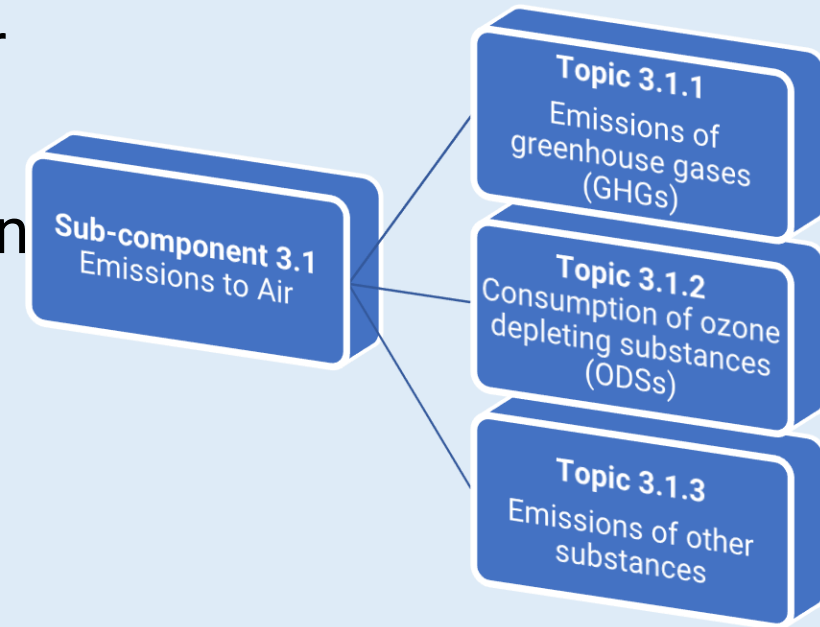 r
n
Sub-component 3.1
Emissions to Air
Topic 3.1.1
Emissions of
greenhouse gases
(GHGs)
Topic 3.1.2
Consumption of ozone
depleting substances
(ODSs)
Topic 3.1.3
Emissions of other
substances